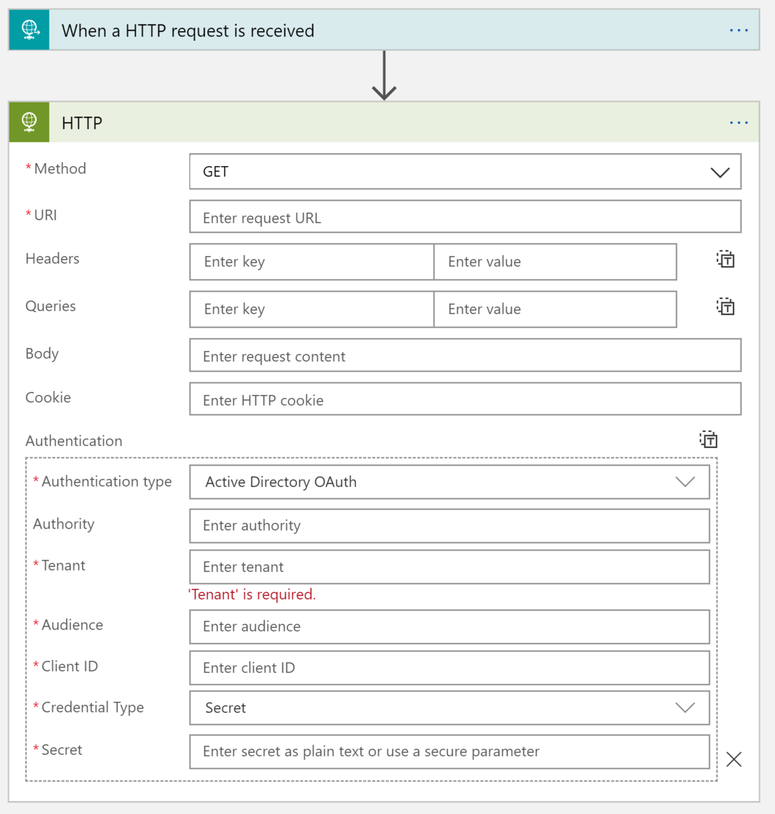 When a HTTP request is received
HTTP
* Method GET
* URI Enter request URL
Headers Enter key Enter value
Queries Enter key Enter value
Body Enter request content
Cookie Enter HTTP cookie
Authentication
* Authentication type Active Directory OAuth
Authority Enter authority
* Tenant Enter tenant
'Tenant' is required.
* Audience Enter audience
* Client ID Enter client ID
* Credential Type Secret
* Secret Enter secret as plain text or use a secure parameter